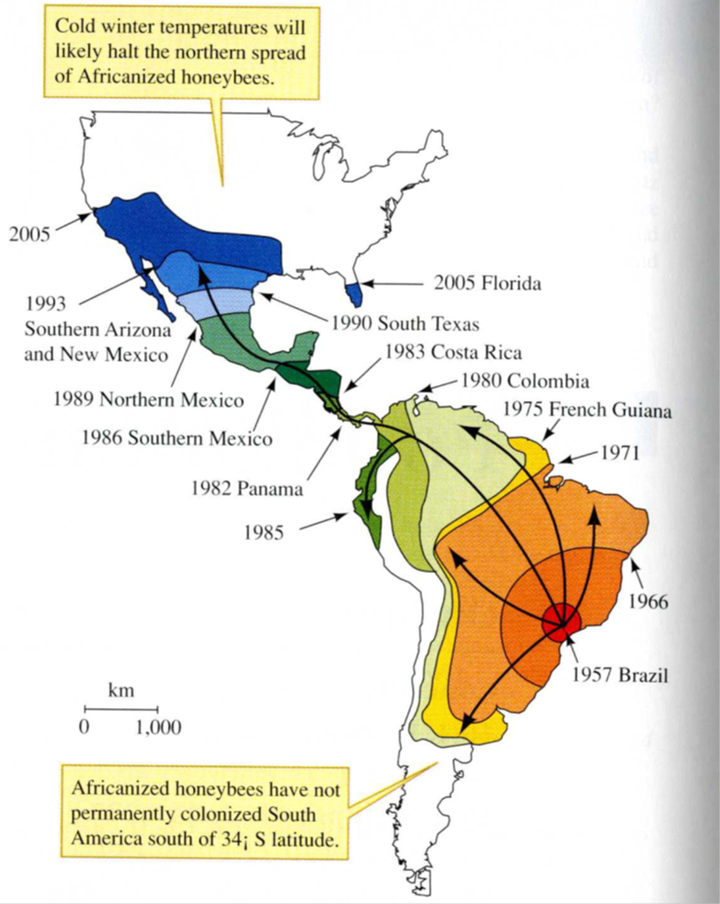 Cold winter temperatures will
likely halt the northern spread
of Africanized honeybees.
2005
1993
Southern Arizona
and New Mexico
2005 Florida
1990 South Texas
1983 Costa Rica
1989 Northern Mexico
1980 Colombia
1986 Southern Mexico
1975 French Guiana
1971
1982 Panama
1985
1966
1957 Brazil
km
0 1,000
Africanized honeybees have not
permanently colonized South
America south of 34¡ S latitude.